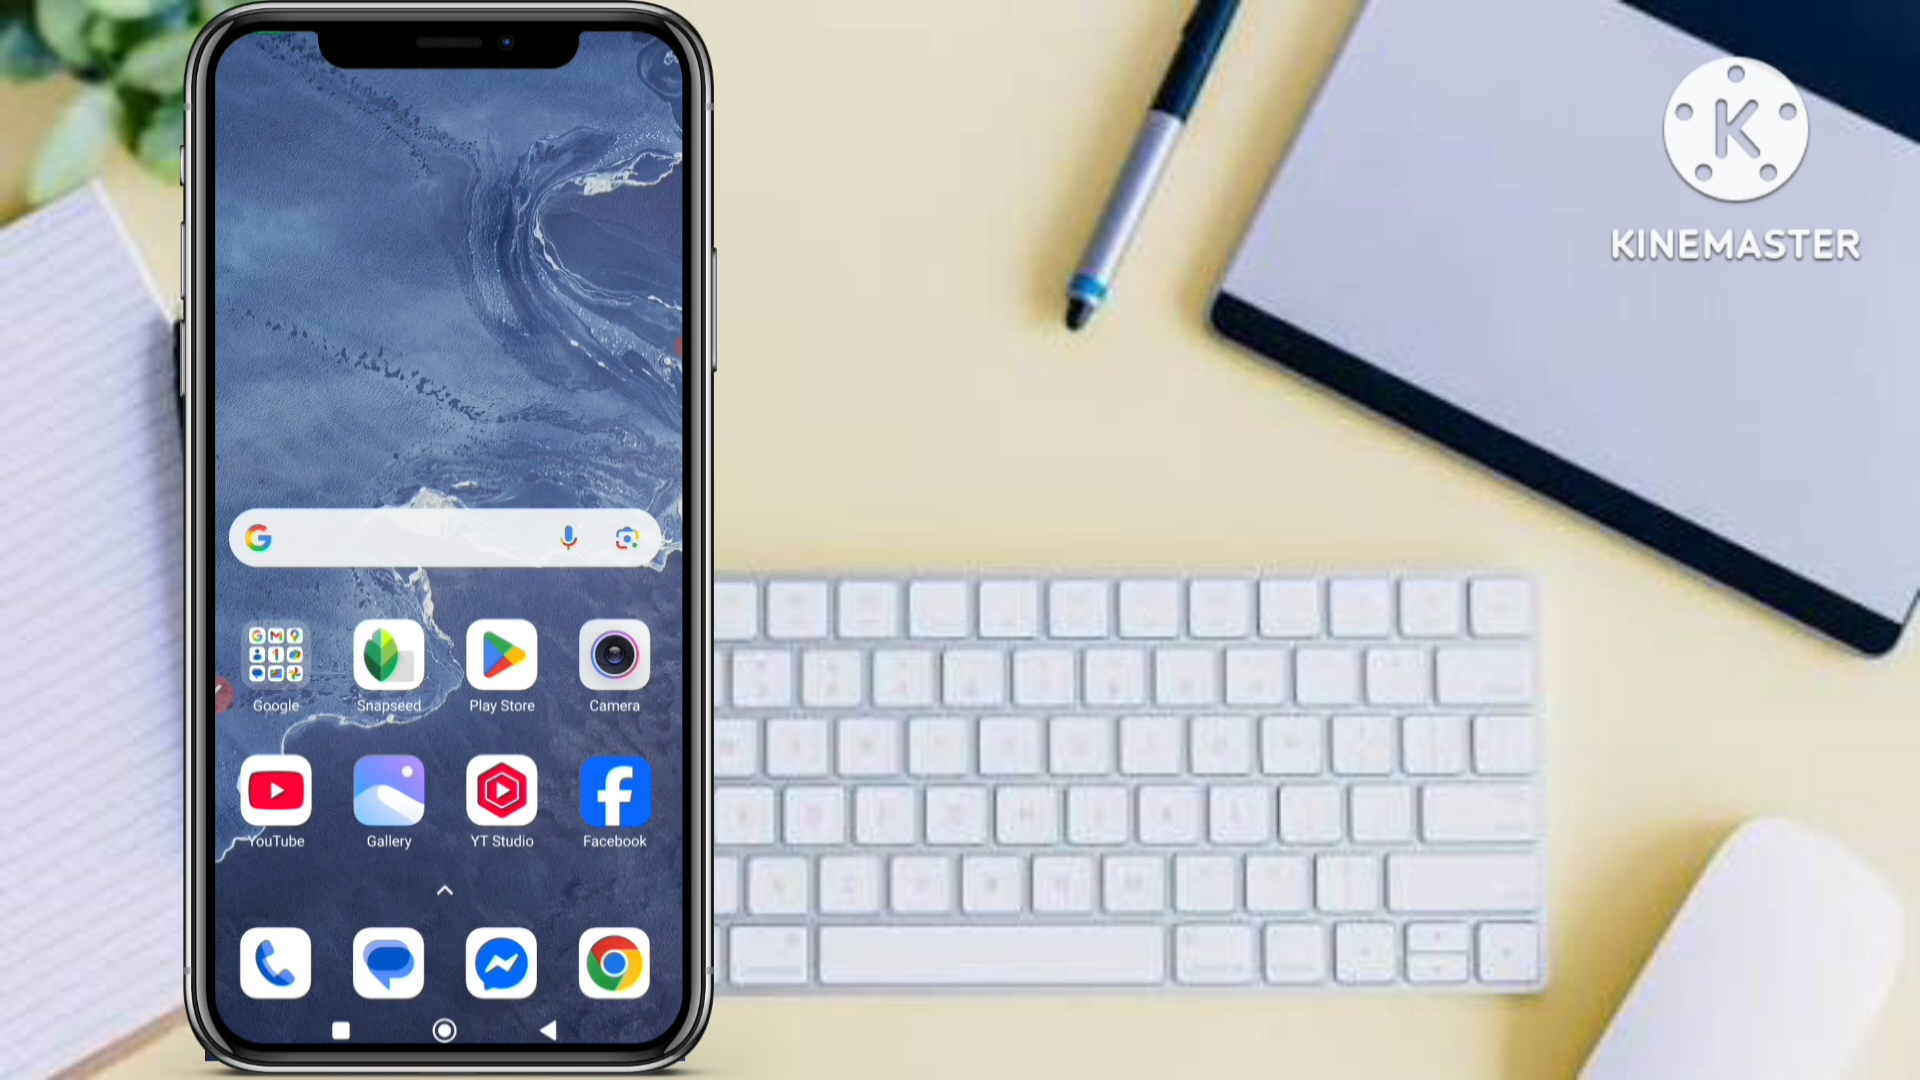 K
KINEMASTER
Google
Snapseed
Play Store
Camera
YouTube
Gallery
YT Studio
Facebook